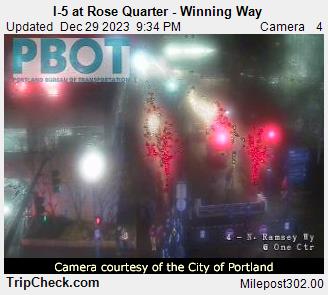 I-5 at Rose Quarter - Winning Way
Updated Dec 29 2023 9:34 PM Camera 4
PBOT
PORTLAND BUREAU OF TRANSPORTATION
4 - N. Ramsey Wy
@ One Ctr
Camera courtesy of the City of Portland
TripCheck.com Milepost302.00